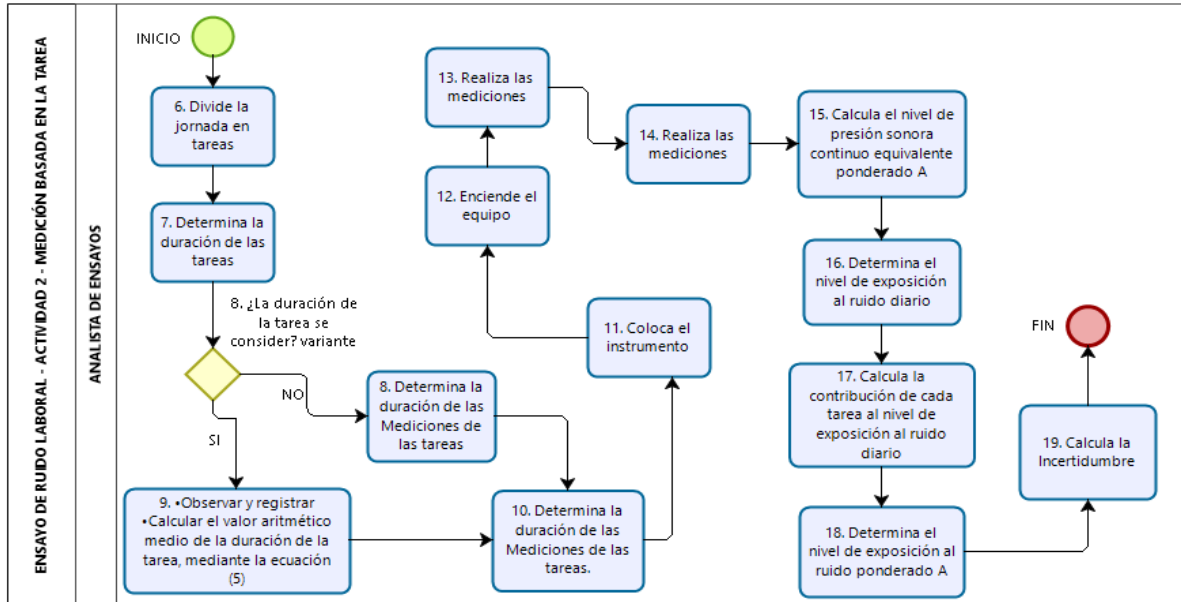 ENSAYO DE RUIDO LABORAL - ACTIVIDAD 2 - MEDICIÓN BASADA EN LA TAREA
ANALISTA DE ENSAYOS
INICIO
6. Divide la
jornada en
tareas
7. Determina la
duración de las
tareas
8. ¿La duración de
la tarea se
consider? variante
NO
SI
8. Determina la
duración de las
Mediciones de
las tareas
9. •Observar y registrar
•Calcular el valor aritmético
medio de la duración de la
tarea, mediante la ecuación
(5)
10. Determina la
duración de las
Mediciones de las
tareas.
11. Coloca el
instrumento
12. Enciende el
equipo
13. Realiza las
mediciones
14. Realiza las
mediciones
15. Calcula el nivel de
presión sonora
continuo equivalente
ponderado A
16. Determina el
nivel de exposición
al ruido diario
17. Calcula la
contribución de cada
tarea al nivel de
exposición al ruido
diario
18. Determina el
nivel de exposición al
ruido ponderado A
19. Calcula la
Incertidumbre
FIN